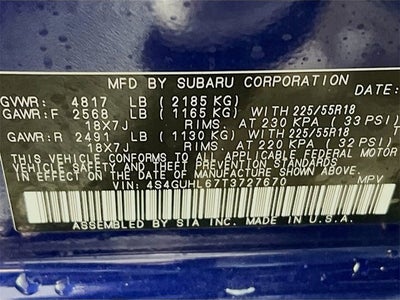 MFD BY SUBARU CORPORATION DATE:
GVWR: 4817 LB (2185 KG)
GAWR:F 2568 LB (1165 KG) WITH 225/55R18
18X7J RIMS. AT 230 KPA (33 PSI)
GAWR:R 2491 LB (1130 KG) WITH 225/55R18 T
18X7J RIMS. AT 220 KPA (32 PSI)
THIS VEHICLE CONFORMS TO ALL APPLICABLE FEDERAL MOTOR
VEHICLE SAFETY, BUMPER, AND THEFT PREVENTION STANDARDS
IN EFFECT ON THE DATE OF MANUFACTURE SHOWN ABOVE.
VIN: 4S4GUHL67T3727670 MPV
ASSEMBLED BY SIA INC. MADE IN U.S.A.